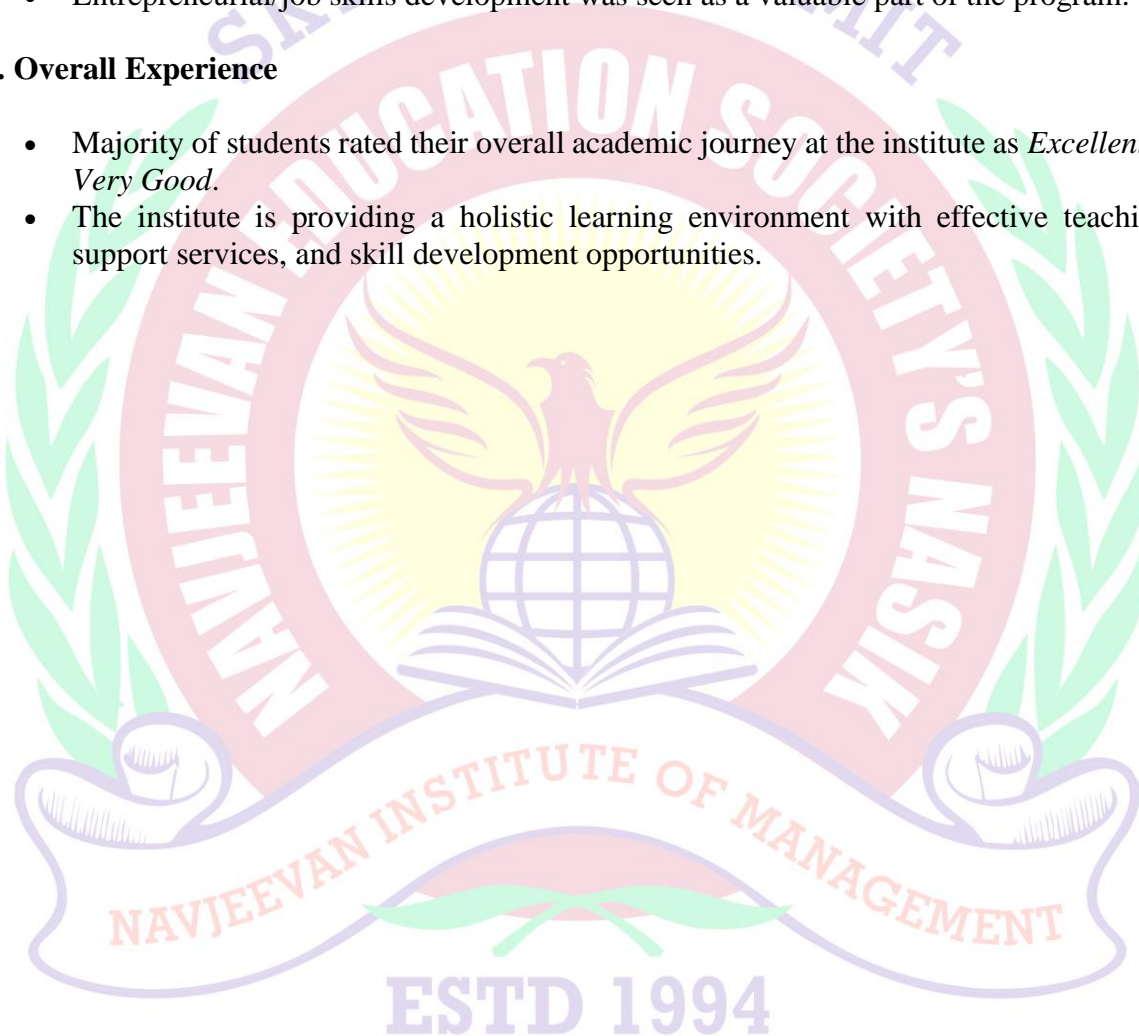 Entrepreneurial/job skills development was seen as a valuable part of the program.
. Overall Experience
• Majority of students rated their overall academic journey at the institute as Excellen
Very Good.
• The institute is providing a holistic learning environment with effective teachi
support services, and skill development opportunities.
NAVJEEVAN EDUCATION SOCIETY'S NASIK
NAVJEEVAN INSTITUTE OF MANAGEMENT
ESTD 1994